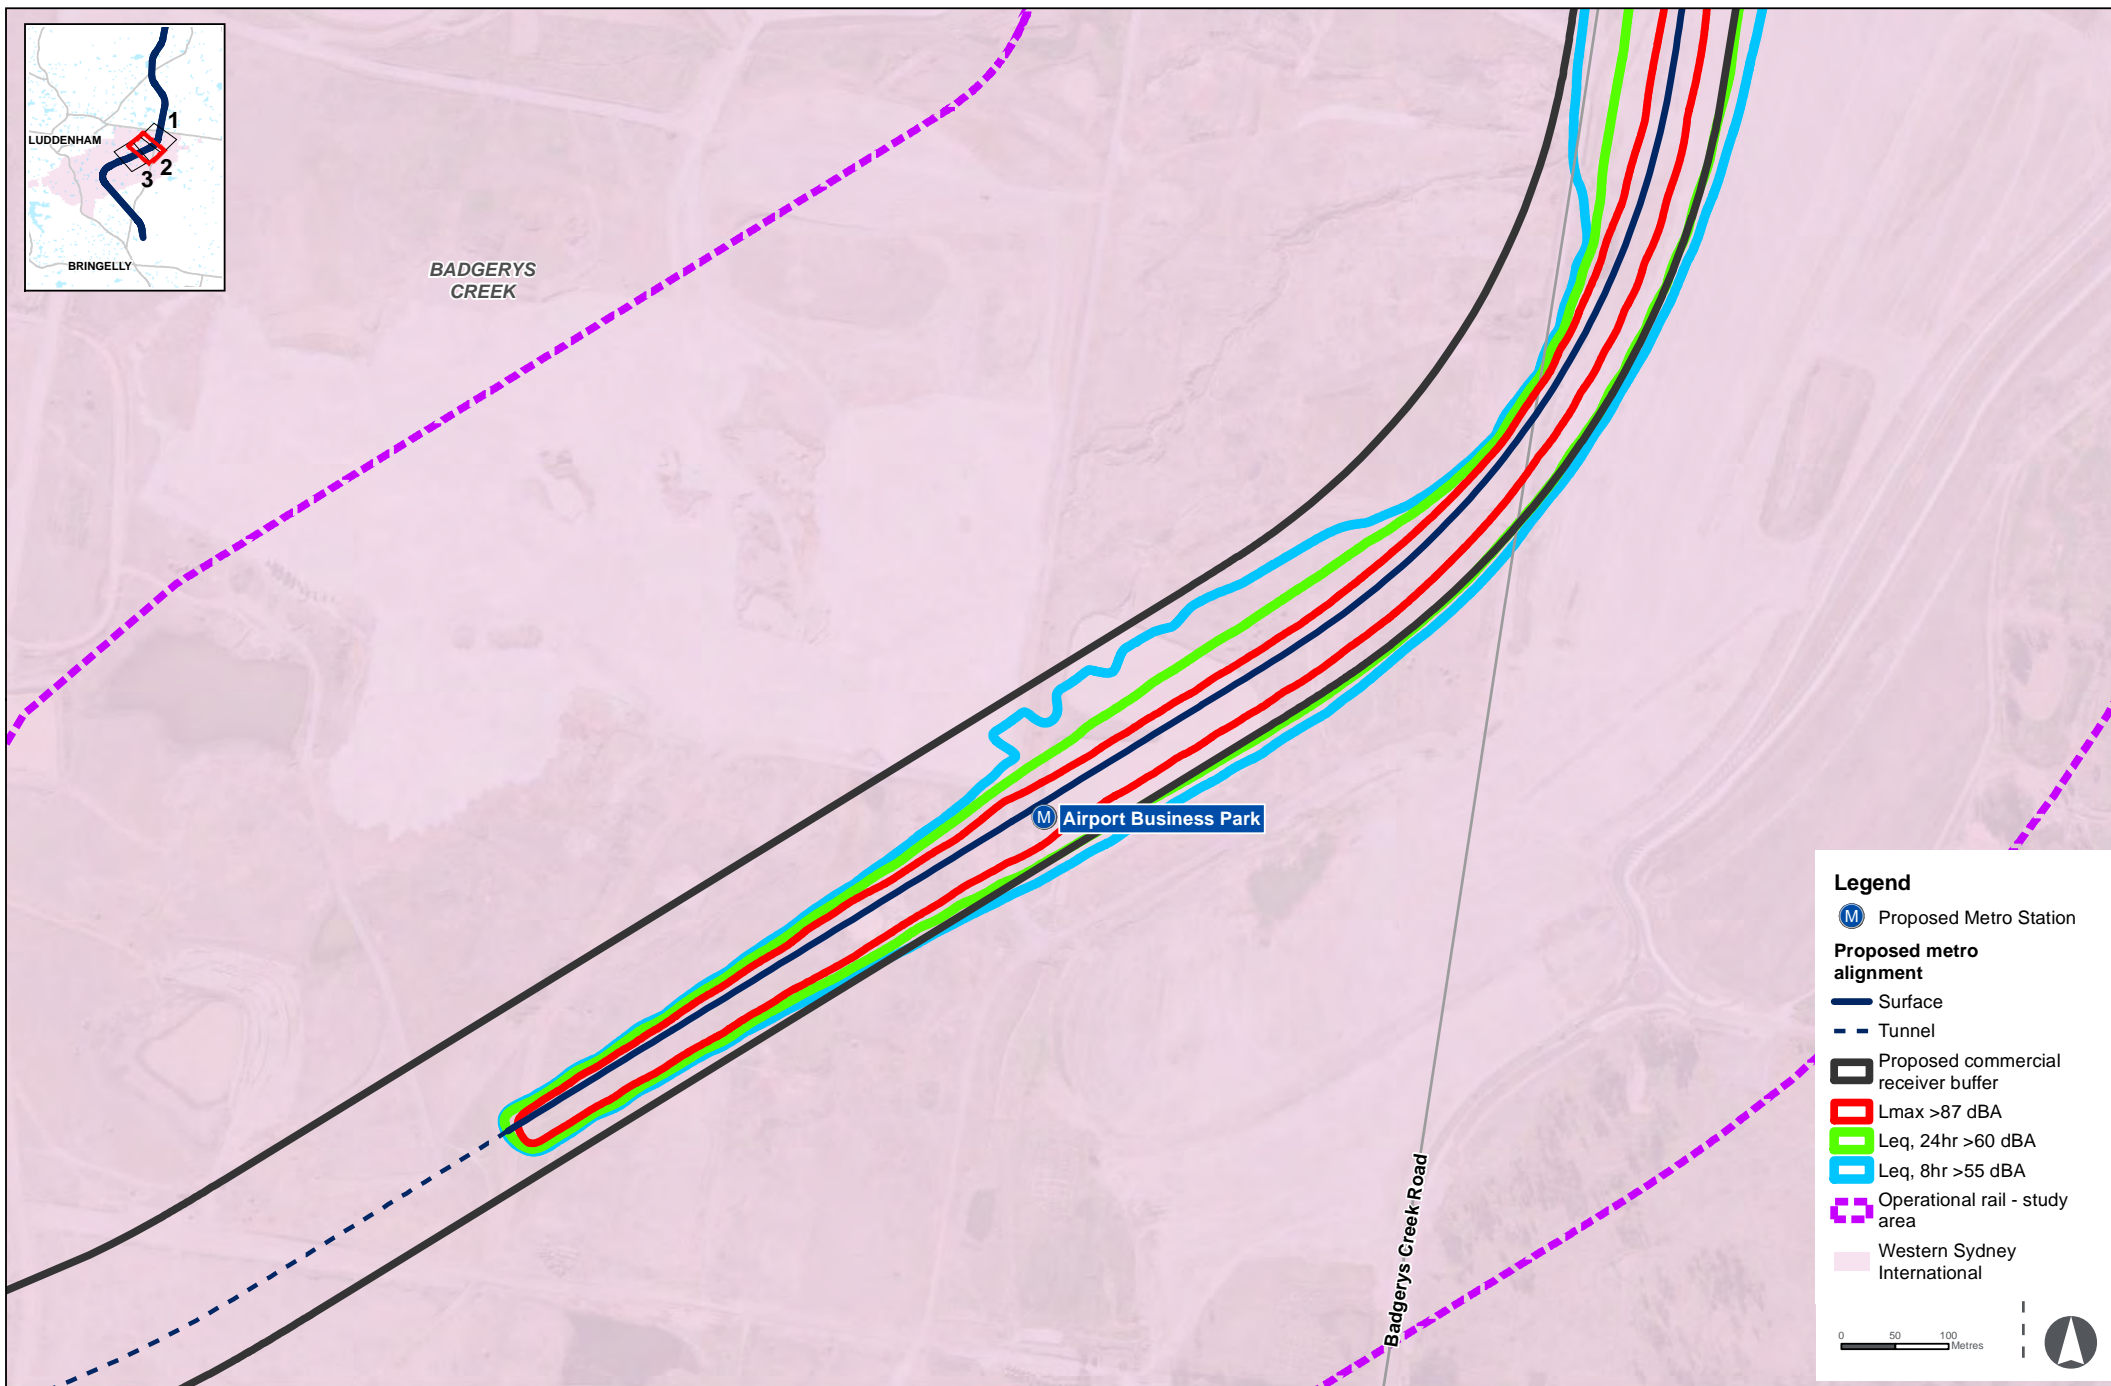 LUDDENHAM
1
2
3
BRINGELLY
BADGERYS
CREEK
M
Airport Business Park
Badgerys Creek Road
Legend
M Proposed Metro Station
Proposed metro
alignment
Surface
Tunnel
Proposed commercial
receiver buffer
Lmax >87 dBA
Leq, 24hr >60 dBA
Leq, 8hr >55 dBA
Operational rail - study
area
Western Sydney
International
0 50 100
Metres